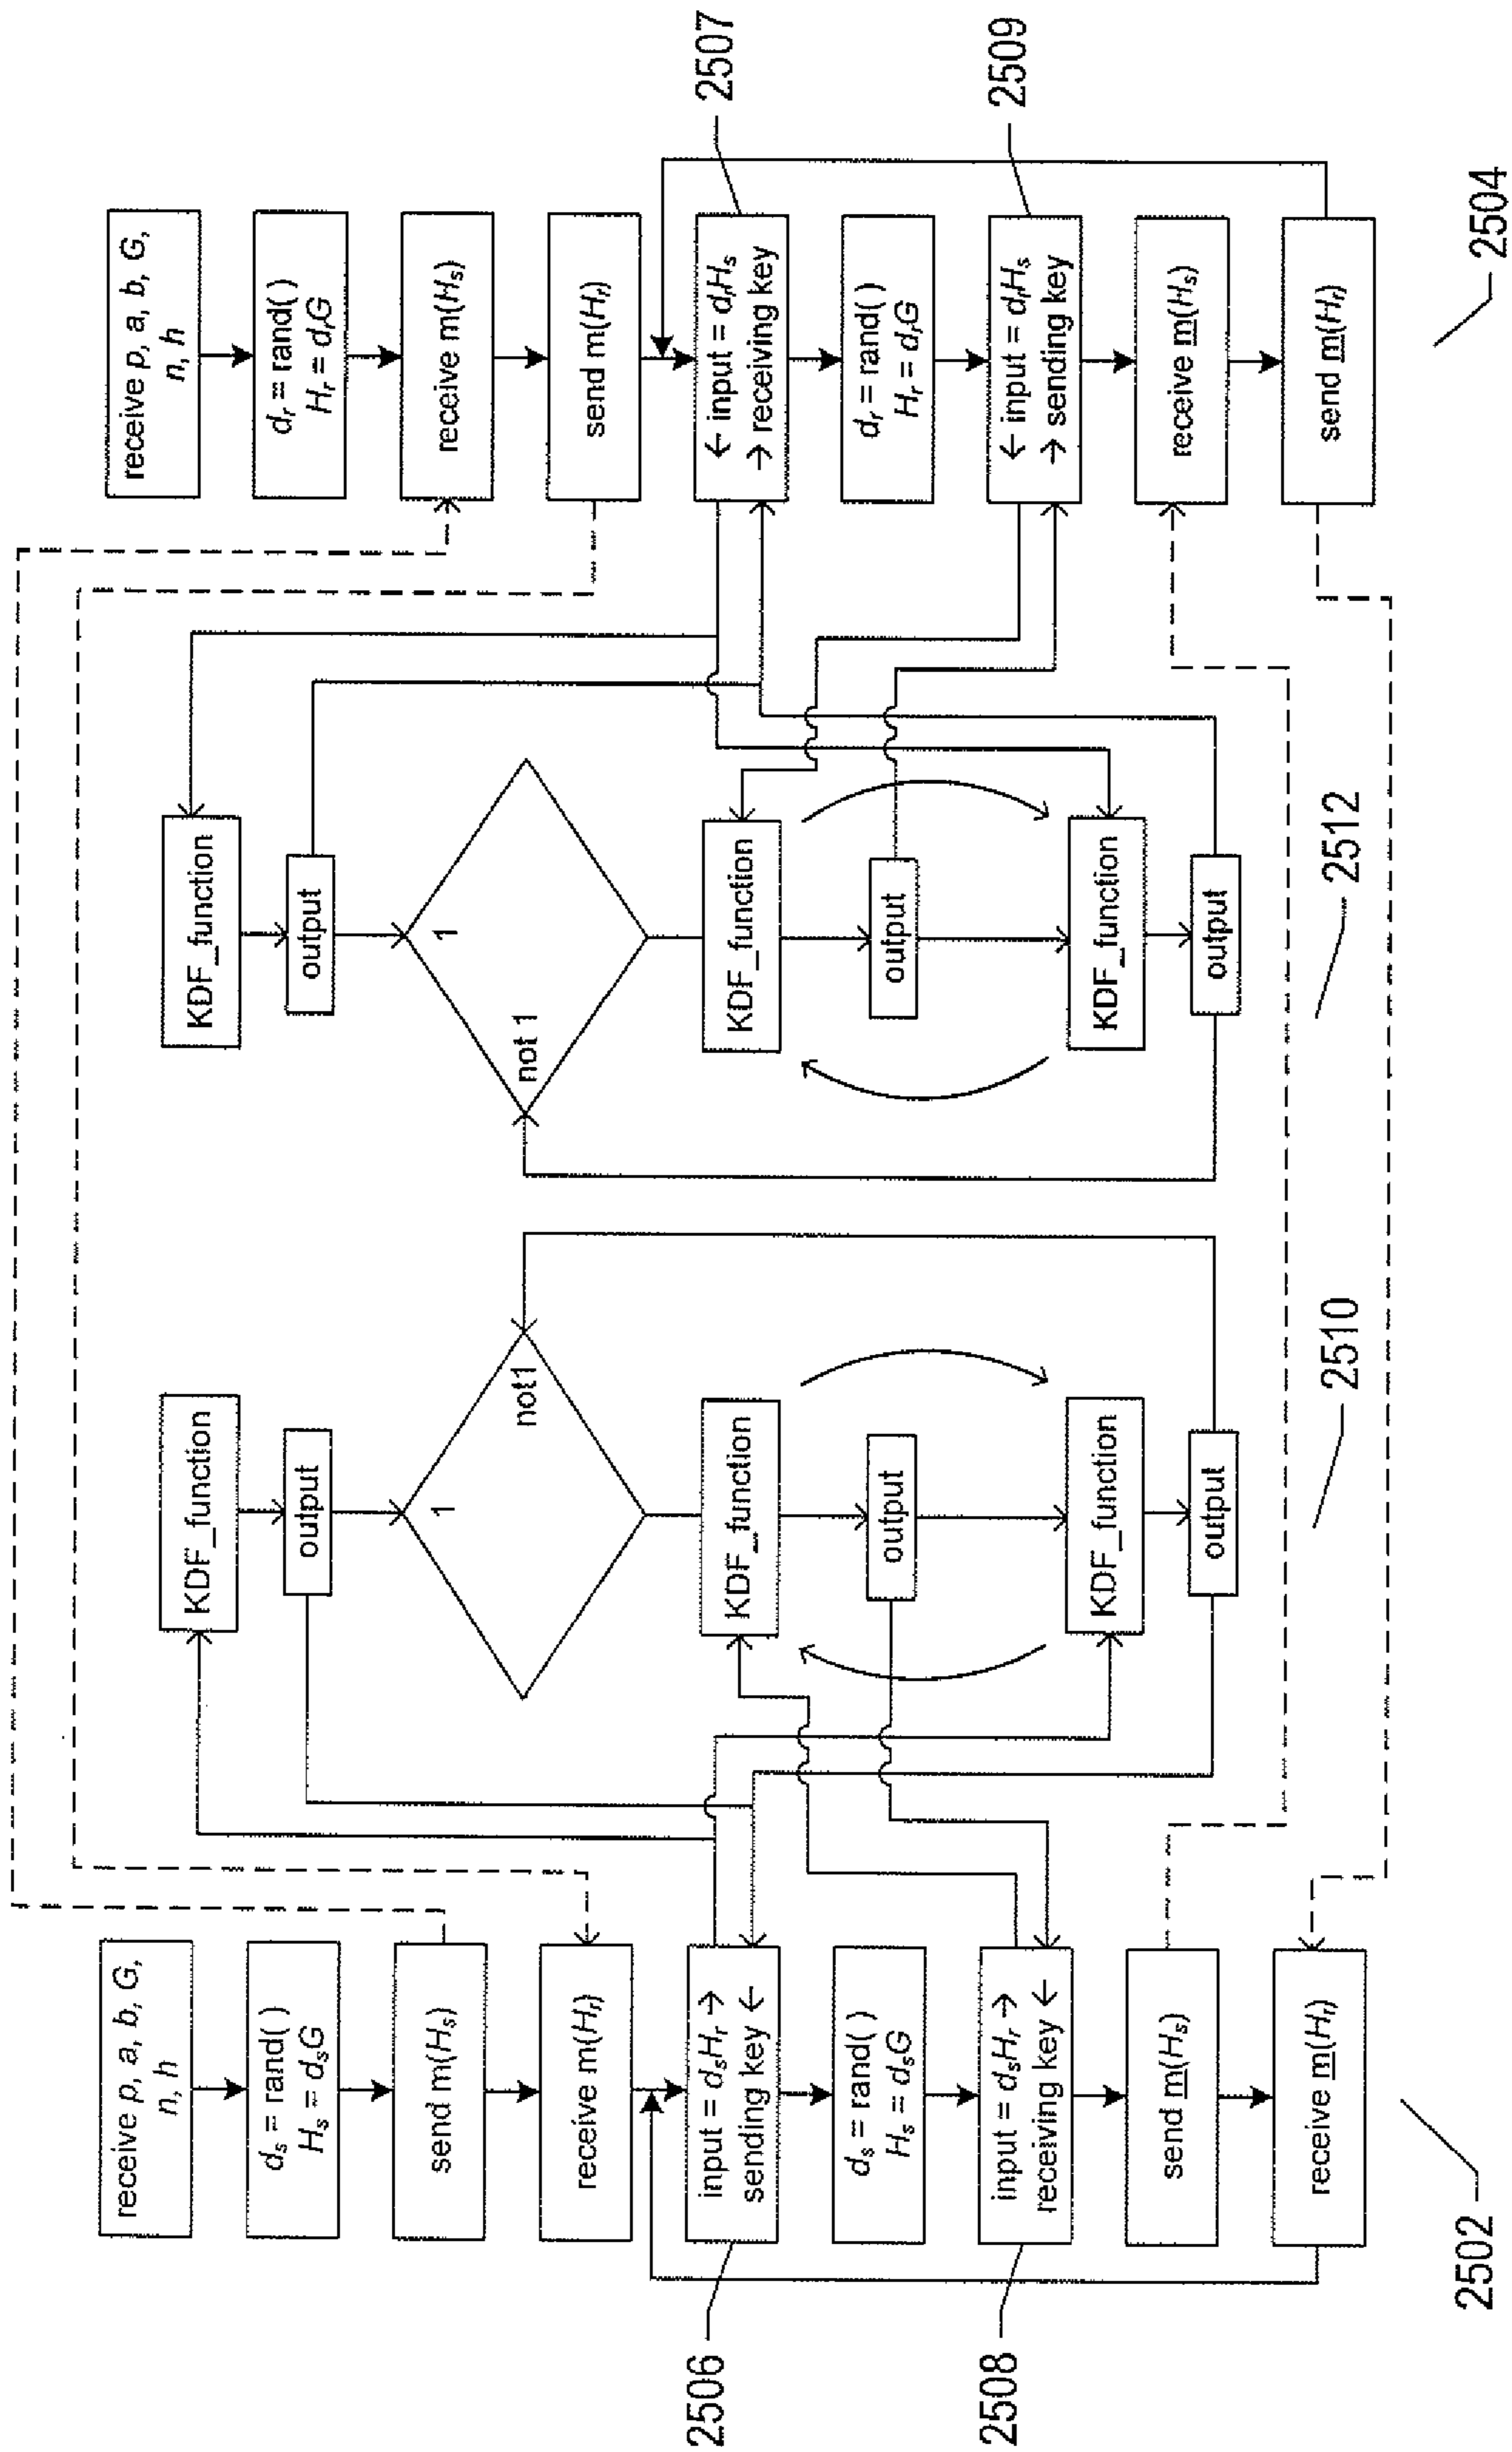 receive p, a, b, G,
n, h
dₛ = rand( )
Hₛ = dₛG
send m(Hₛ)
receive m(Hᵣ)
input = dₛHᵣ →
sending key ←
dₛ = rand( )
Hₛ = dₛG
input = dₛHᵣ →
receiving key ←
send m(Hₛ)
receive m(Hᵣ)
2506
2508
2502
KDF_function
output
1
not1
KDF_function
output
KDF_function
output
2510
KDF_function
output
1
not 1
KDF_function
output
KDF_function
output
2512
receive p, a, b, G,
n, h
dᵣ = rand( )
Hᵣ = dᵣG
receive m(Hₛ)
send m(Hᵣ)
← input = dᵣHₛ
→ receiving key
dᵣ = rand( )
Hᵣ = dᵣG
← input = dᵣHₛ
→ sending key
receive m(Hₛ)
send m(Hᵣ)
2507
2509
2504